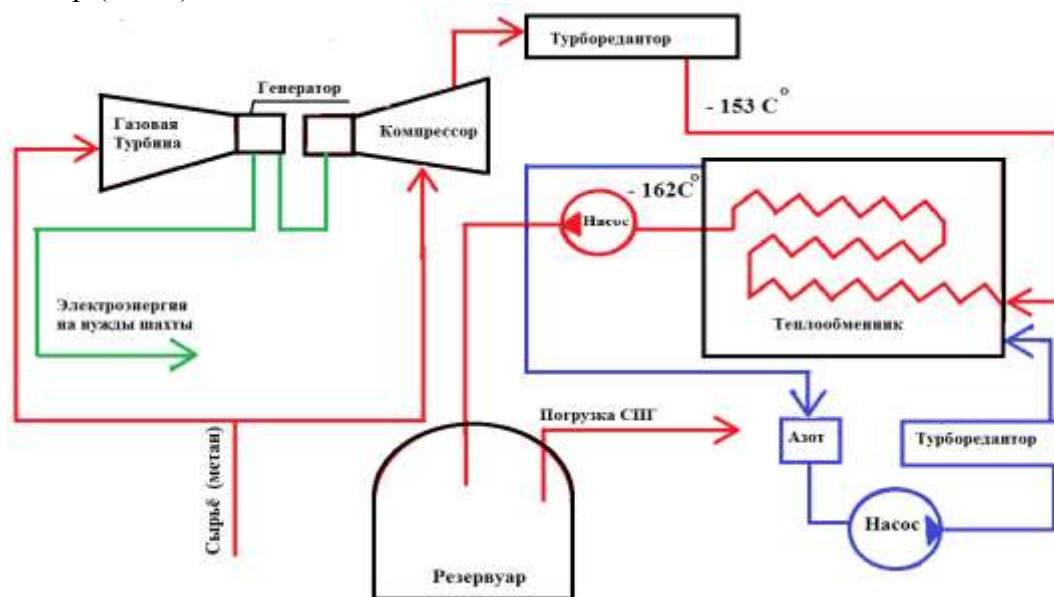 Турборедантор
Генератор
Газовая
Турбина
Компрессор
- 153 С°
- 162С°
Насос
Электроэнергия
на нужды шахты
Теплообменник
Погрузка СПГ
Сырьё (метан)
Азот
Турборедантор
Насос
Резервуар